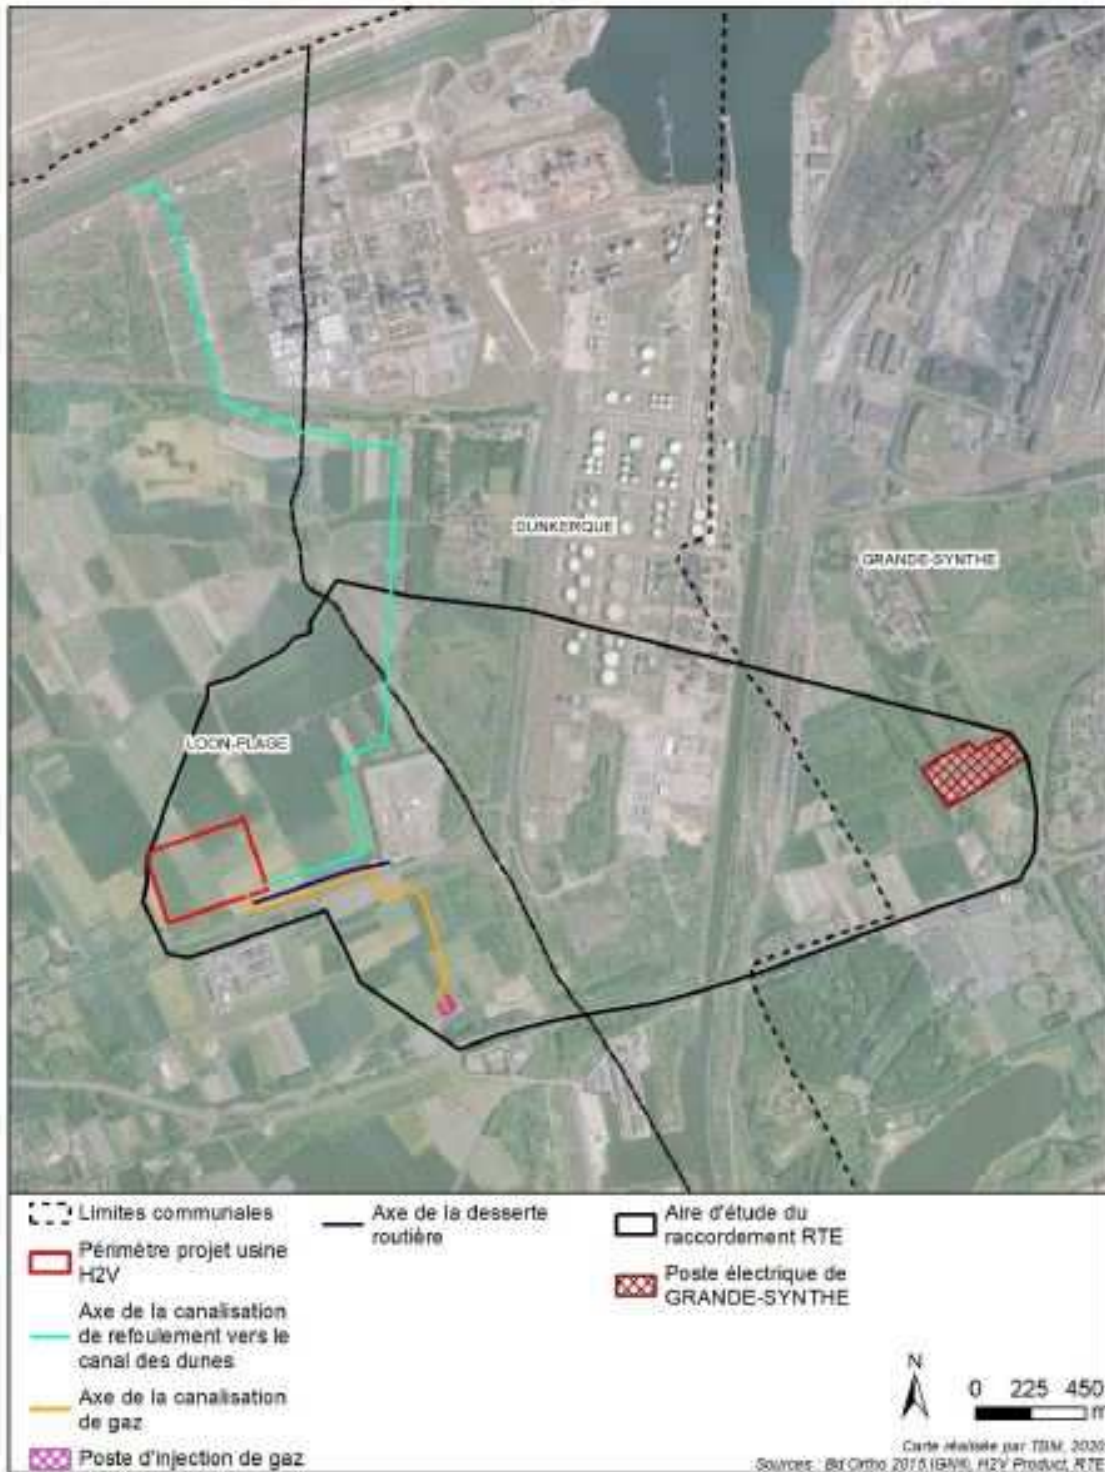 DUNKERQUE
GRANDE-SYNTHE
LOON-PLAGE
Limites communales
Périmètre projet usine
H2V
Axe de la canalisation
de refoulement vers le
canal des dunes
Axe de la canalisation
de gaz
Poste d'injection de gaz
Axe de la desserte
routière
Aire d'étude du
raccordement RTE
Poste électrique de
GRANDE-SYNTHE
N
0 225 450
m
Carte réalisée par TBM, 2020
Sources : Bd Ortho 2015 (IGN®), H2V Product, RTE